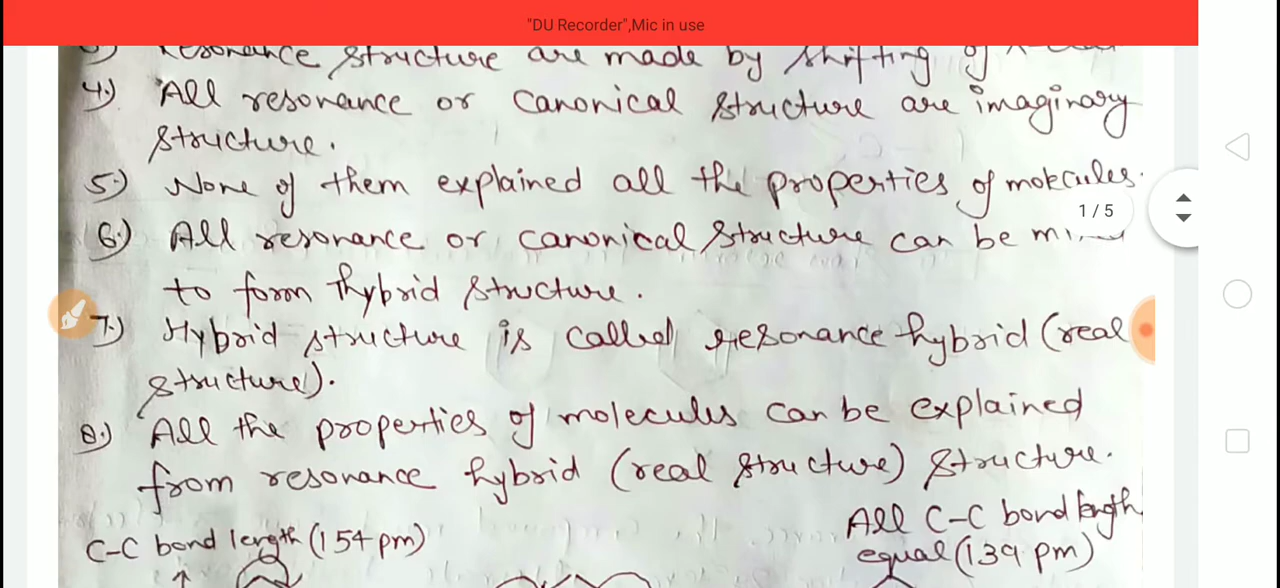 "DU Recorder",Mic in use
Resonance structure are made by shifting of
4.) All resonance or canonical structure are imaginary
structure.
5.) None of them explained all the properties of molecules.
1 / 5
6.) All resonance or canonical structure can be
to form hybrid structure.
7.) Hybrid structure is called resonance hybrid (real
structure).
8.) All the properties of molecules can be explained
from resonance hybrid (real structure) structure.
All C-C bond length
C-C bond length (154 pm)
equal (139 pm)